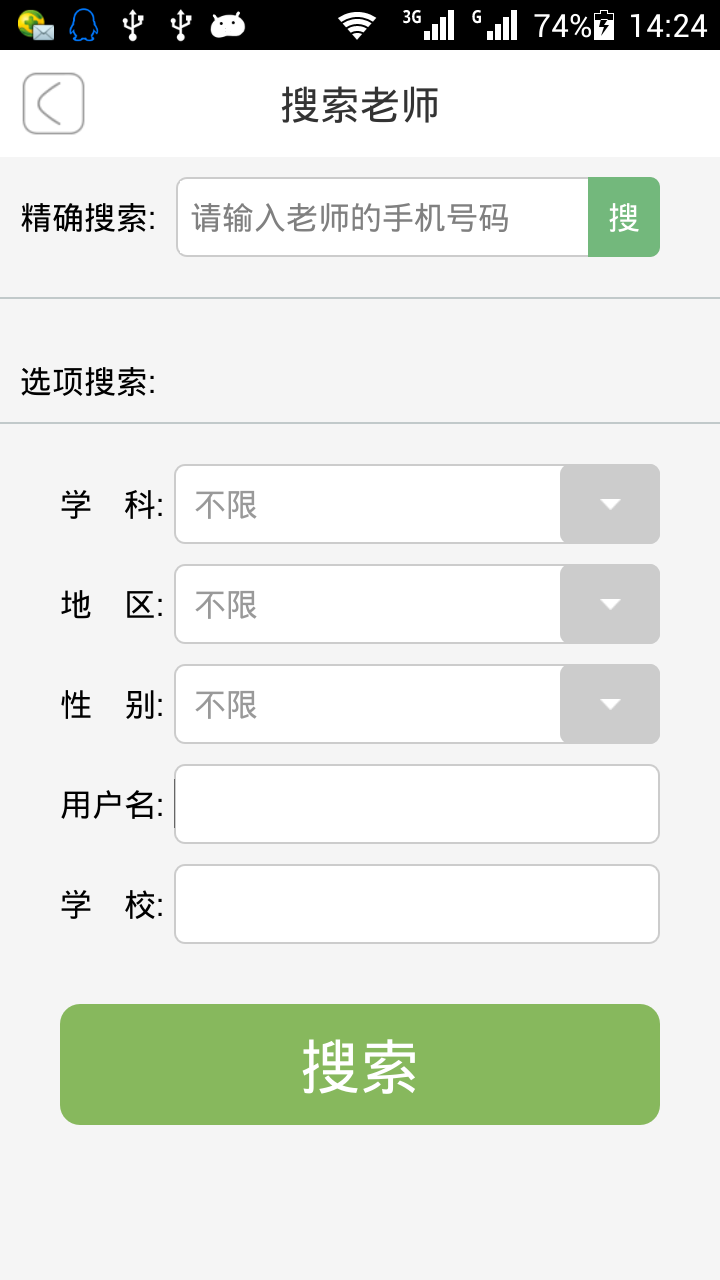 3G G 74% 14:24
搜索老师
精确搜索: 请输入老师的手机号码 搜
选项搜索:
学 科: 不限
地 区: 不限
性 别: 不限
用户名:
学 校:
搜索